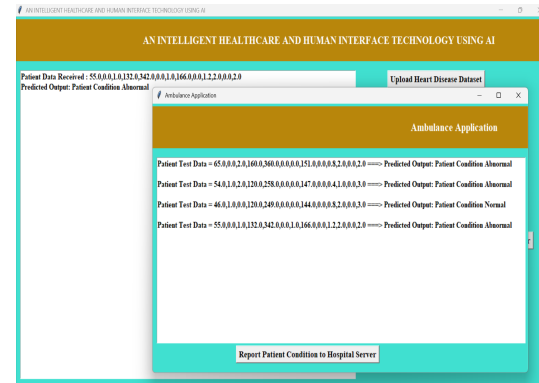 AN INTELLIGENT HEALTHCARE AND HUMAN INTERFACE TECHNOLOGY USING AI
AN INTELLIGENT HEALTHCARE AND HUMAN INTERFACE TECHNOLOGY USING AI
Patient Data Received : 55.0,0.0,1.0,132.0,342.0,0.0,1.0,166.0,0.0,1.2,2.0,0.0,2.0
Predicted Output: Patient Condition Abnormal
Upload Heart Disease Dataset
Ambulance Application
Ambulance Application
Patient Test Data = 65.0,0.0,2.0,160.0,360.0,0.0,0.0,151.0,0.0,0.8,2.0,0.0,2.0 ===> Predicted Output: Patient Condition Abnormal
Patient Test Data = 54.0,1.0,2.0,120.0,258.0,0.0,0.0,147.0,0.0,0.4,1.0,0.0,3.0 ===> Predicted Output: Patient Condition Abnormal
Patient Test Data = 46.0,1.0,0.0,120.0,249.0,0.0,0.0,144.0,0.0,0.8,2.0,0.0,3.0 ===> Predicted Output: Patient Condition Normal
Patient Test Data = 55.0,0.0,1.0,132.0,342.0,0.0,1.0,166.0,0.0,1.2,2.0,0.0,2.0 ===> Predicted Output: Patient Condition Abnormal
Report Patient Condition to Hospital Server